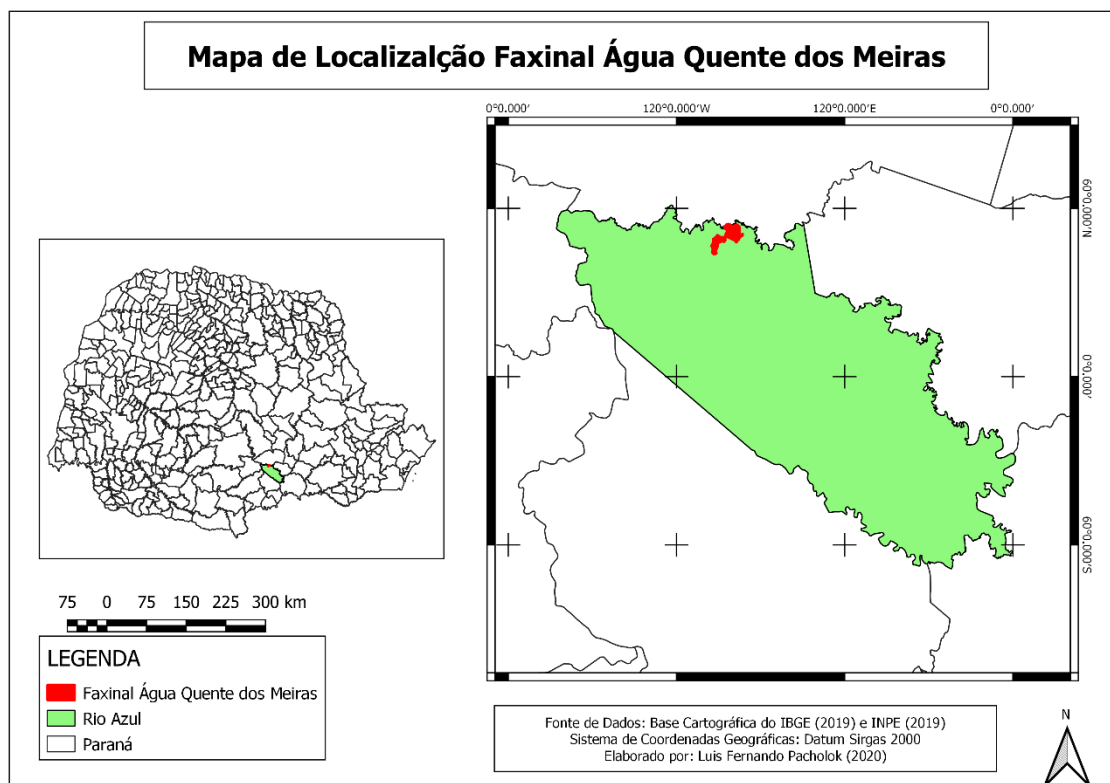 Mapa de Localizalção Faxinal Água Quente dos Meiras
0°0.000' 120°0.000'W 120°0.000'E 0°0.000'
60°0.000'N
0°0.000'
60°0.000'S
75 0 75 150 225 300 km
LEGENDA
Faxinal Água Quente dos Meiras
Rio Azul
Paraná
Fonte de Dados: Base Cartográfica do IBGE (2019) e INPE (2019)
Sistema de Coordenadas Geográficas: Datum Sirgas 2000
Elaborado por: Luis Fernando Pacholok (2020)
N